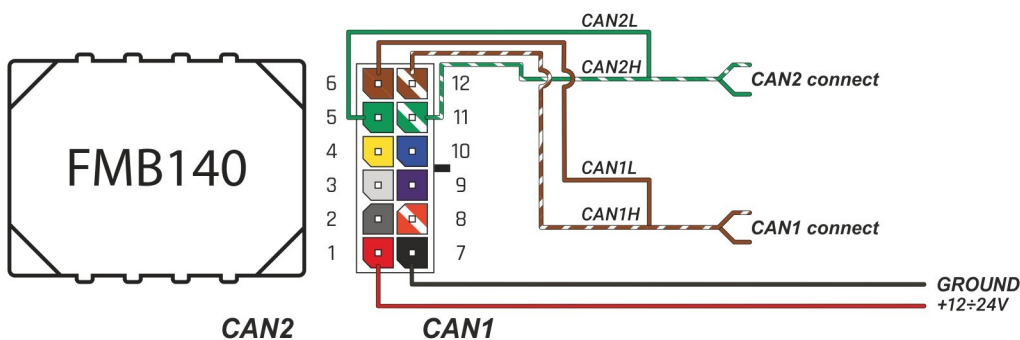 CAN2L
CAN2H
CAN2 connect
FMB140
6 12
5 11
4 10
3 9
2 8
1 7
CAN1L
CAN1H
CAN1 connect
GROUND
+12÷24V
CAN2 CAN1